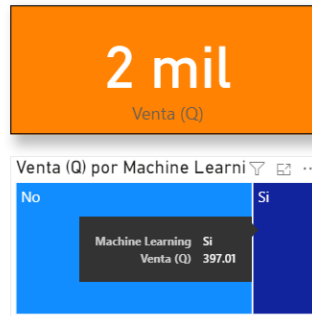 2 mil
Venta (Q)
Venta (Q) por Machine Learni
No
Si
Machine Learning Si
Venta (Q) 397.01